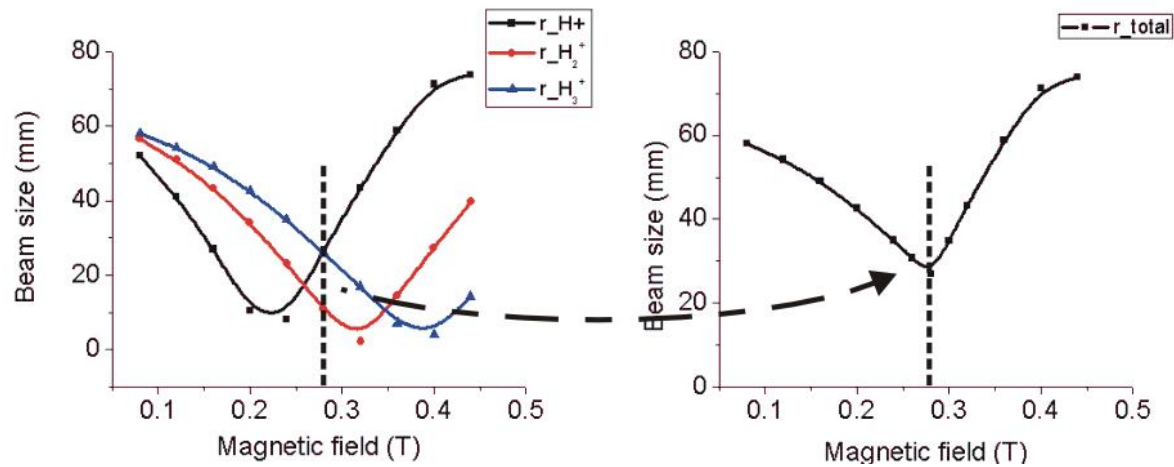 r_H+
r_H₂⁺
r_H₃⁺
80
60
40
20
0
Beam size (mm)
0.1 0.2 0.3 0.4 0.5
Magnetic field (T)
r_total
80
60
40
20
0
Beam size (mm)
0.1 0.2 0.3 0.4 0.5
Magnetic field (T)